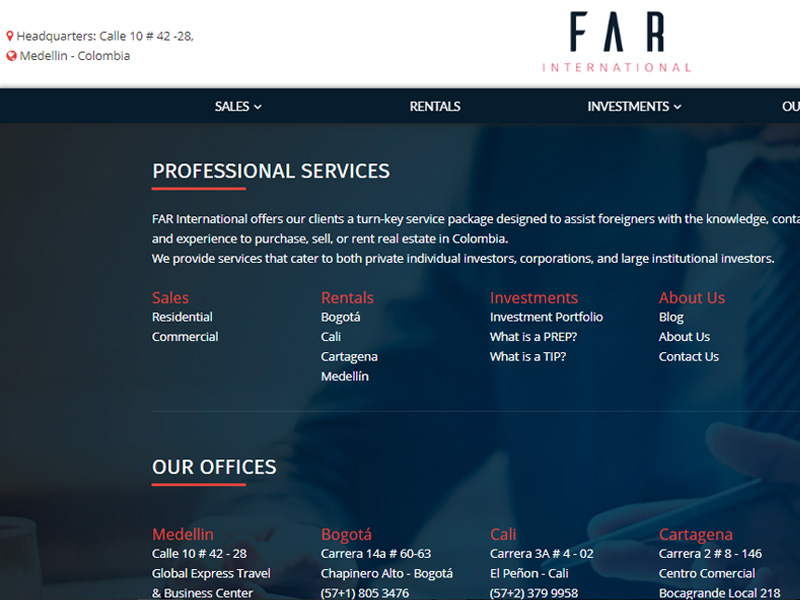 Headquarters: Calle 10 # 42 -28,
Medellin - Colombia
FAR
INTERNATIONAL
SALES
RENTALS
INVESTMENTS
OU
PROFESSIONAL SERVICES
FAR International offers our clients a turn-key service package designed to assist foreigners with the knowledge, conta
and experience to purchase, sell, or rent real estate in Colombia.
We provide services that cater to both private individual investors, corporations, and large institutional investors.
Sales
Residential
Commercial
Rentals
Bogotá
Cali
Cartagena
Medellín
Investments
Investment Portfolio
What is a PREP?
What is a TIP?
About Us
Blog
About Us
Contact Us
OUR OFFICES
Medellin
Calle 10 # 42 - 28
Global Express Travel
& Business Center
Bogotá
Carrera 14a # 60-63
Chapinero Alto - Bogotá
(57+1) 805 3476
Cali
Carrera 3A # 4 - 02
El Peñon - Cali
(57+2) 379 9958
Cartagena
Carrera 2 # 8 - 146
Centro Comercial
Bocagrande Local 218